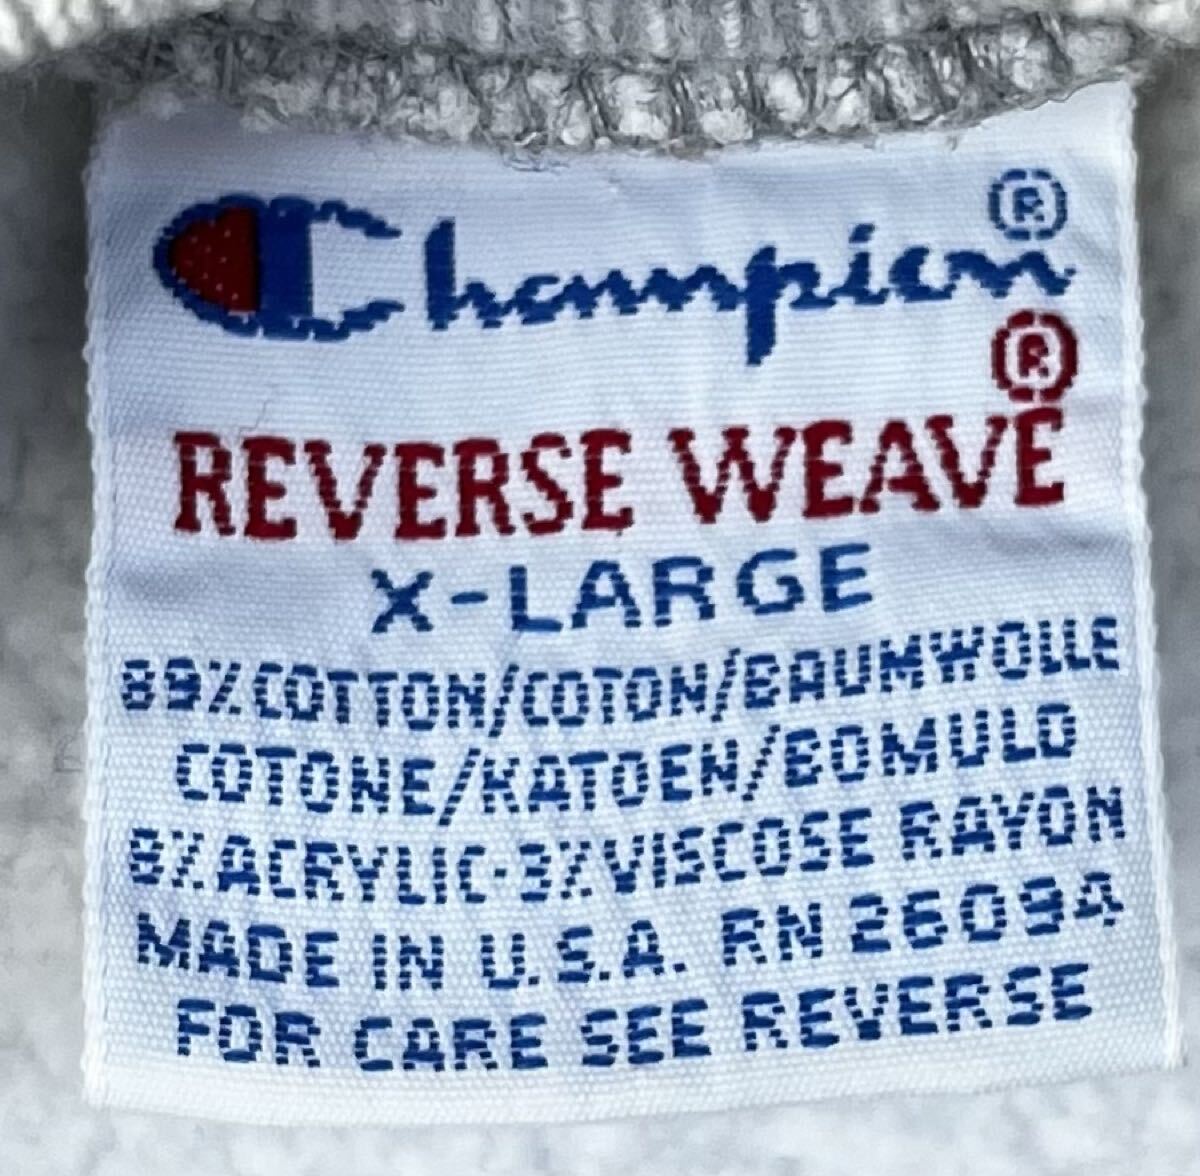 Champion®
®
REVERSE WEAVE
X-LARGE
89%COTTON/COTON/BAUMWOLLE
COTONE/KATOEN/BOMULD
8%ACRYLIC-3%VISCOSE RAYON
MADE IN U.S.A. RN 26094
FOR CARE SEE REVERSE